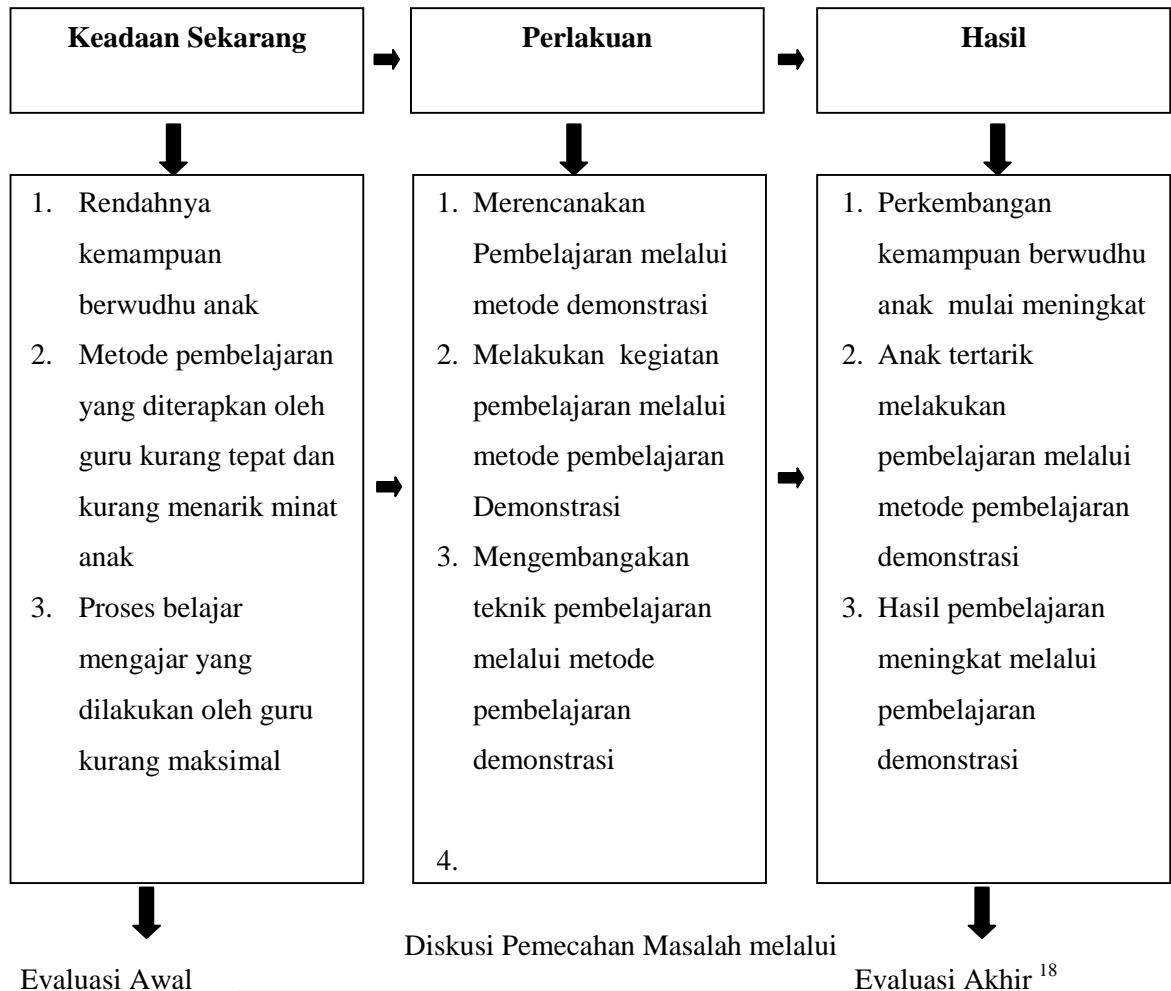 Keadaan Sekarang
Perlakuan
Hasil
1. Rendahnya
kemampuan
berwudhu anak
2. Metode pembelajaran
yang diterapkan oleh
guru kurang tepat dan
kurang menarik minat
anak
3. Proses belajar
mengajar yang
dilakukan oleh guru
kurang maksimal
1. Merencanakan
Pembelajaran melalui
metode demonstrasi
2. Melakukan kegiatan
pembelajaran melalui
metode pembelajaran
Demonstrasi
3. Mengembangakan
teknik pembelajaran
melalui metode
pembelajaran
demonstrasi
4.
1. Perkembangan
kemampuan berwudhu
anak mulai meningkat
2. Anak tertarik
melakukan
pembelajaran melalui
metode pembelajaran
demonstrasi
3. Hasil pembelajaran
meningkat melalui
pembelajaran
demonstrasi
Diskusi Pemecahan Masalah melalui
Evaluasi Awal
Evaluasi Akhir 18